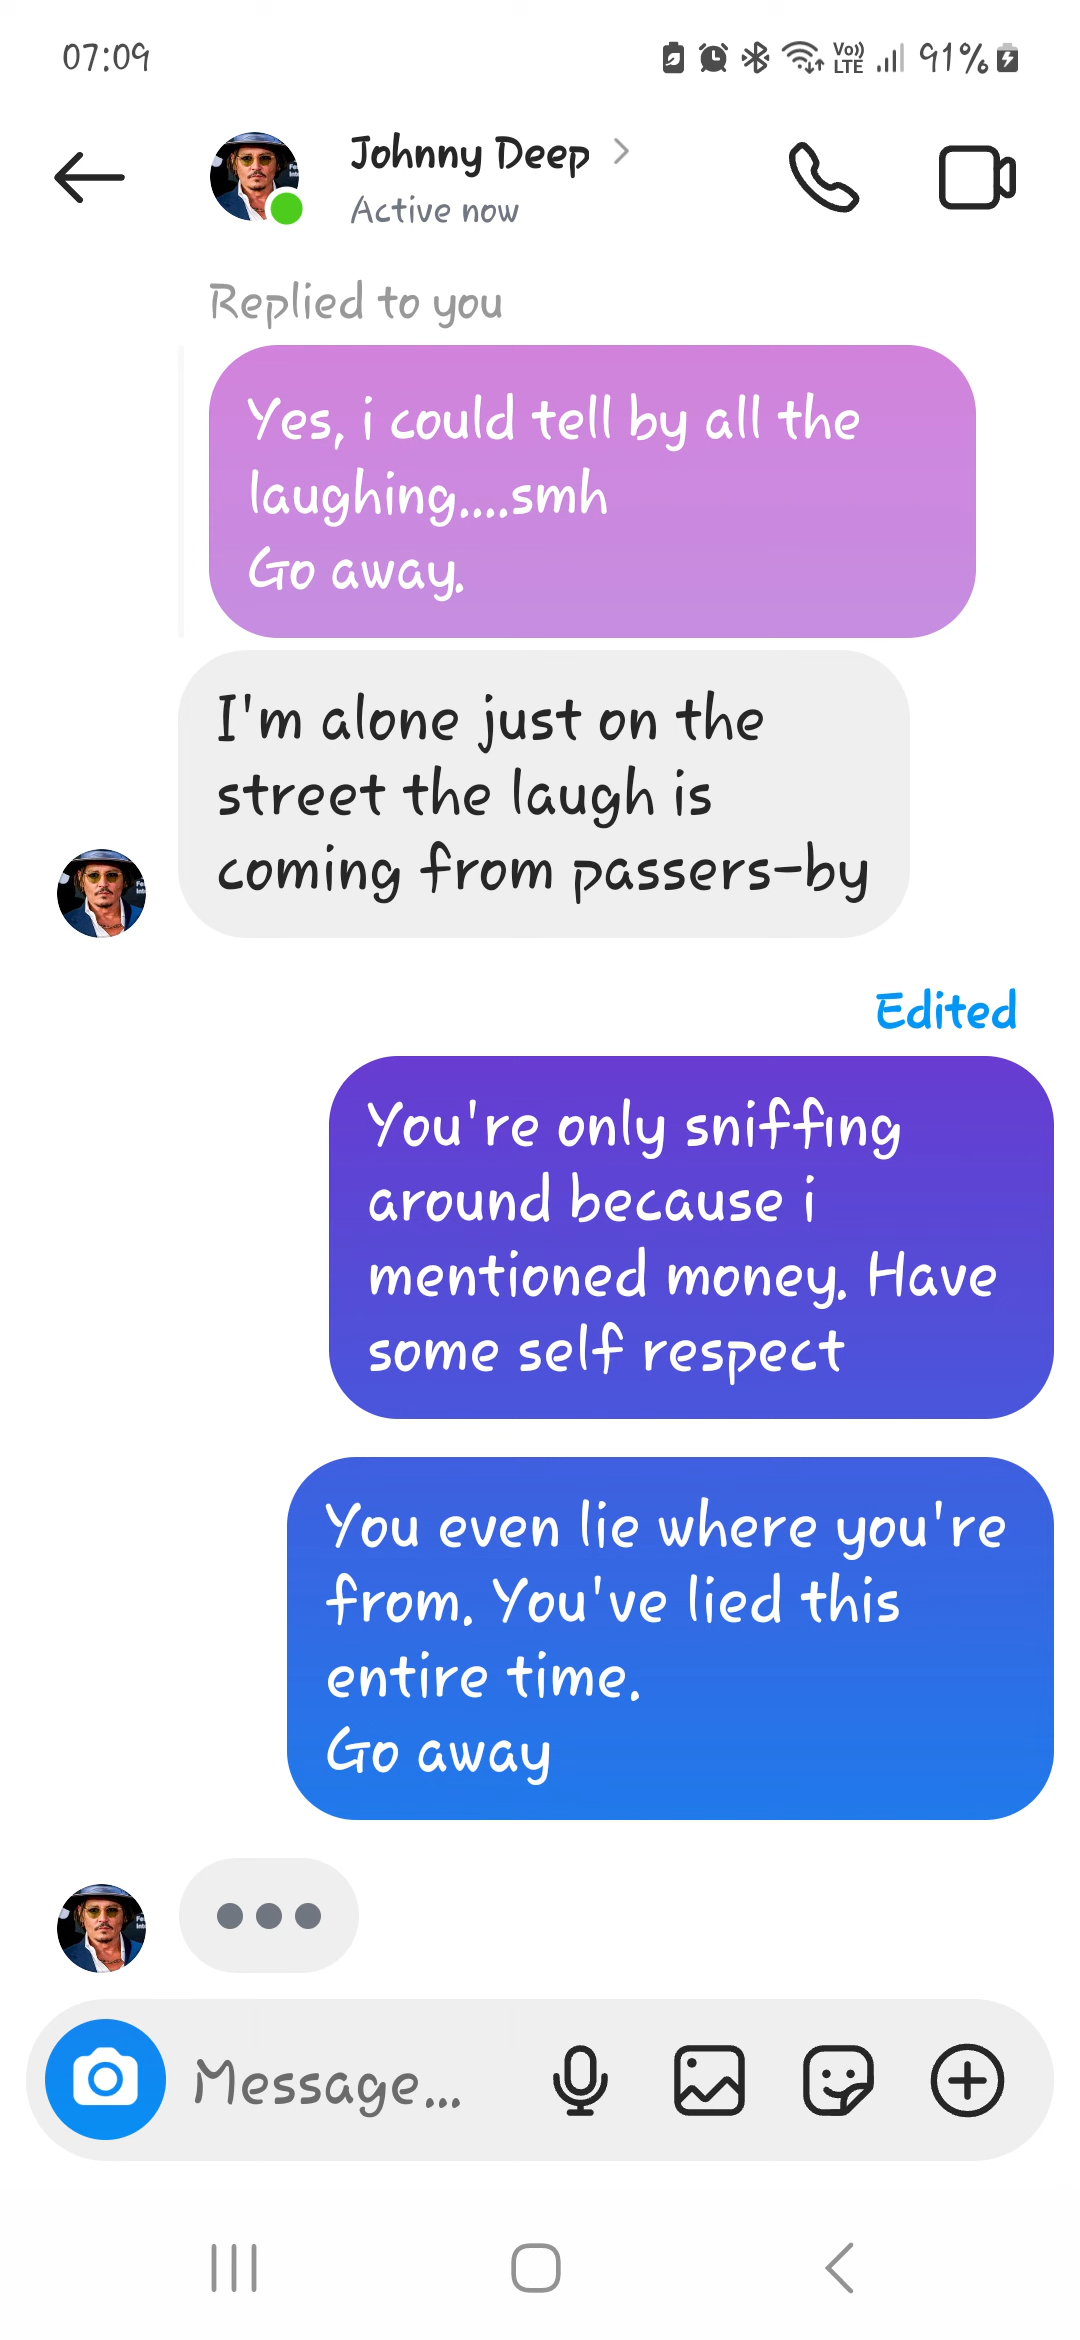 07:09
Vo))
LTE
91%
Johnny Deep
Active now
Replied to you
Yes, i could tell by all the
laughing....smh
Go away.
I'm alone just on the
street the laugh is
coming from passers-by
Edited
You're only sniffing
around because i
mentioned money. Have
some self respect
You even lie where you're
from. You've lied this
entire time.
Go away
Message...